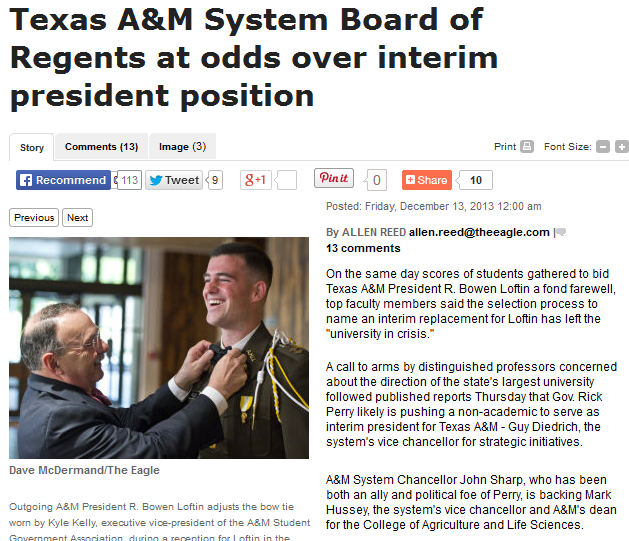 Texas A&M System Board of
Regents at odds over interim
president position
Story
Comments (13)
Image (3)
Print
Font Size:
Recommend
113
Tweet
9
g+1
Pin it
0
Share
10
Previous
Next
Posted: Friday, December 13, 2013 12:00 am
By ALLEN REED allen.reed@theeagle.com |
13 comments
On the same day scores of students gathered to bid
Texas A&M President R. Bowen Loftin a fond farewell,
top faculty members said the selection process to
name an interim replacement for Loftin has left the
"university in crisis."
A call to arms by distinguished professors concerned
about the direction of the state's largest university
followed published reports Thursday that Gov. Rick
Perry likely is pushing a non-academic to serve as
interim president for Texas A&M - Guy Diedrich, the
system's vice chancellor for strategic initiatives.
A&M System Chancellor John Sharp, who has been
both an ally and political foe of Perry, is backing Mark
Hussey, the system's vice chancellor and A&M's dean
for the College of Agriculture and Life Sciences.
Dave McDermand/The Eagle
Outgoing A&M President R. Bowen Loftin adjusts the bow tie
worn by Kyle Kelly, executive vice-president of the A&M Student
Government Association, during a reception for Loftin in the